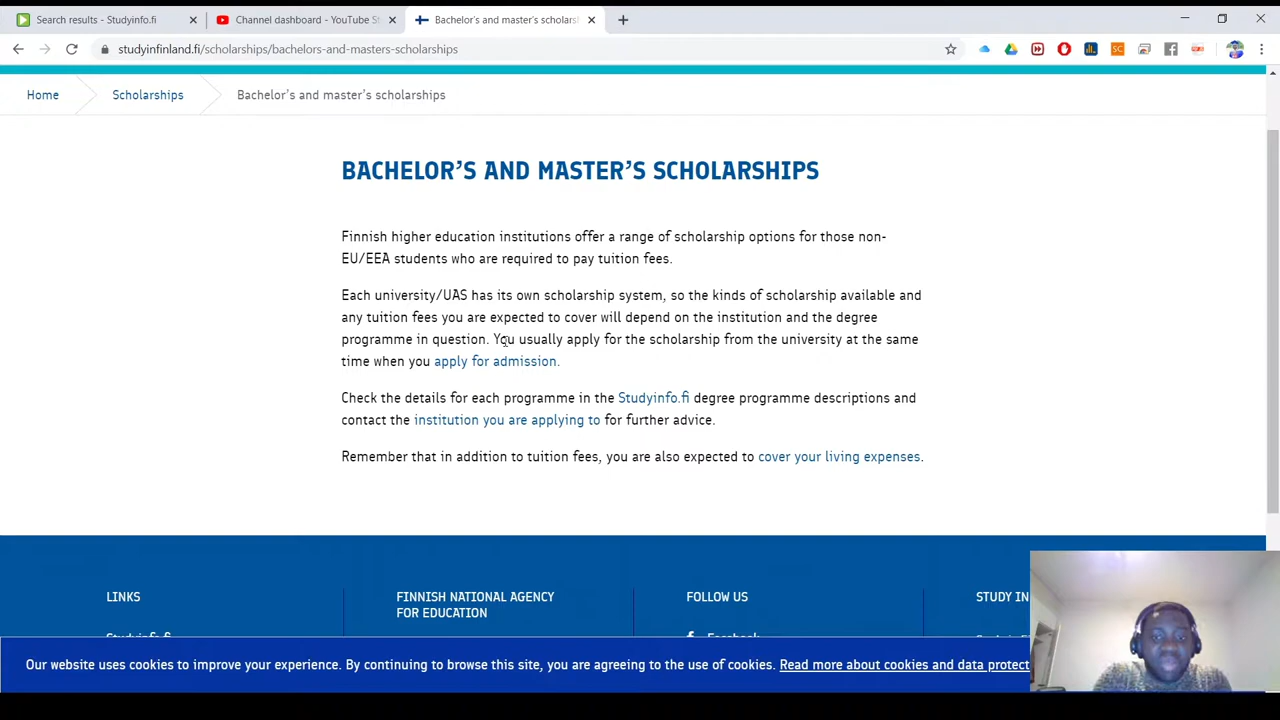 Search results - Studyinfo.fi
Channel dashboard - YouTube St
Bachelor's and master's scholarsh
studyinfinland.fi/scholarships/bachelors-and-masters-scholarships
Home
Scholarships
Bachelor's and master's scholarships
BACHELOR'S AND MASTER'S SCHOLARSHIPS
Finnish higher education institutions offer a range of scholarship options for those non-
EU/EEA students who are required to pay tuition fees.
Each university/UAS has its own scholarship system, so the kinds of scholarship available and
any tuition fees you are expected to cover will depend on the institution and the degree
programme in question. You usually apply for the scholarship from the university at the same
time when you apply for admission.
Check the details for each programme in the Studyinfo.fi degree programme descriptions and
contact the institution you are applying to for further advice.
Remember that in addition to tuition fees, you are also expected to cover your living expenses.
LINKS
FINNISH NATIONAL AGENCY
FOR EDUCATION
FOLLOW US
STUDY IN
Studyinfo.fi
Facebook
Our website uses cookies to improve your experience. By continuing to browse this site, you are agreeing to the use of cookies. Read more about cookies and data protect